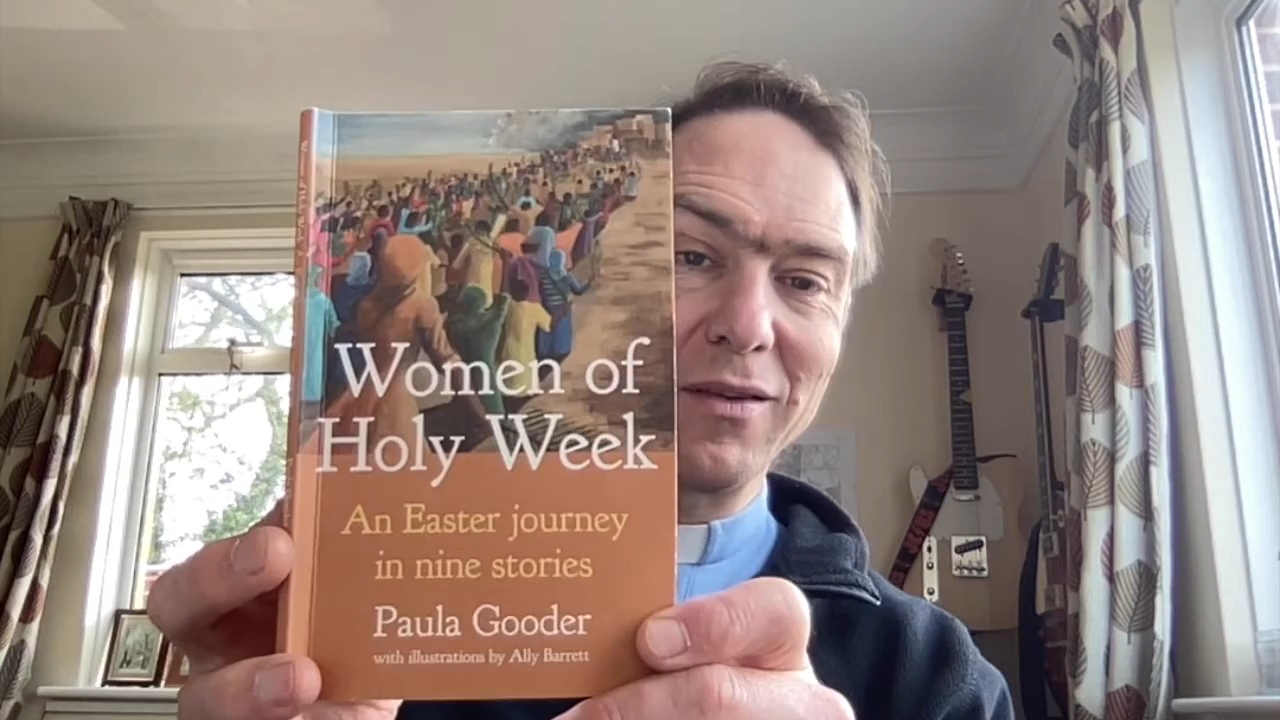 Women of
Holy Week
An Easter journey
in nine stories
Paula Gooder
with illustrations by Ally Barrett